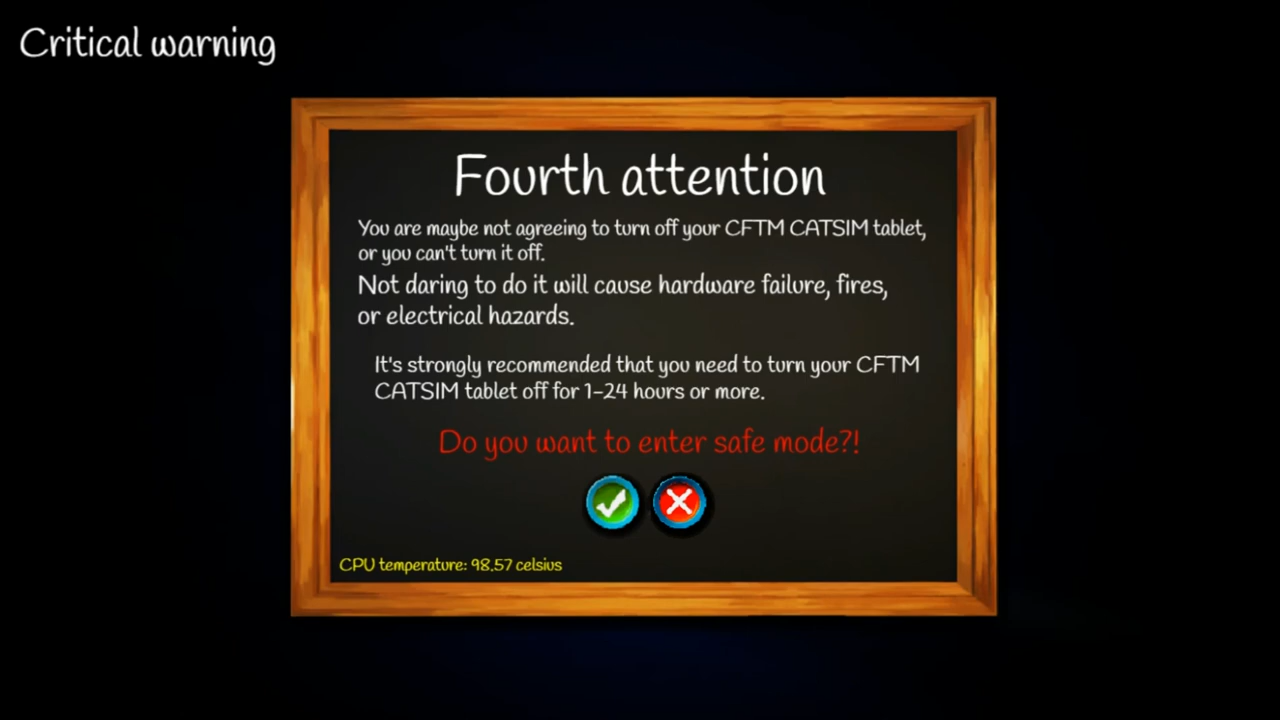 Critical warning
Fourth attention
You are maybe not agreeing to turn off your CFTM CATSIM tablet,
or you can't turn it off.
Not daring to do it will cause hardware failure, fires,
or electrical hazards.
It's strongly recommended that you need to turn your CFTM
CATSIM tablet off for 1-24 hours or more.
Do you want to enter safe mode?!
CPU temperature: 98.57 celsius